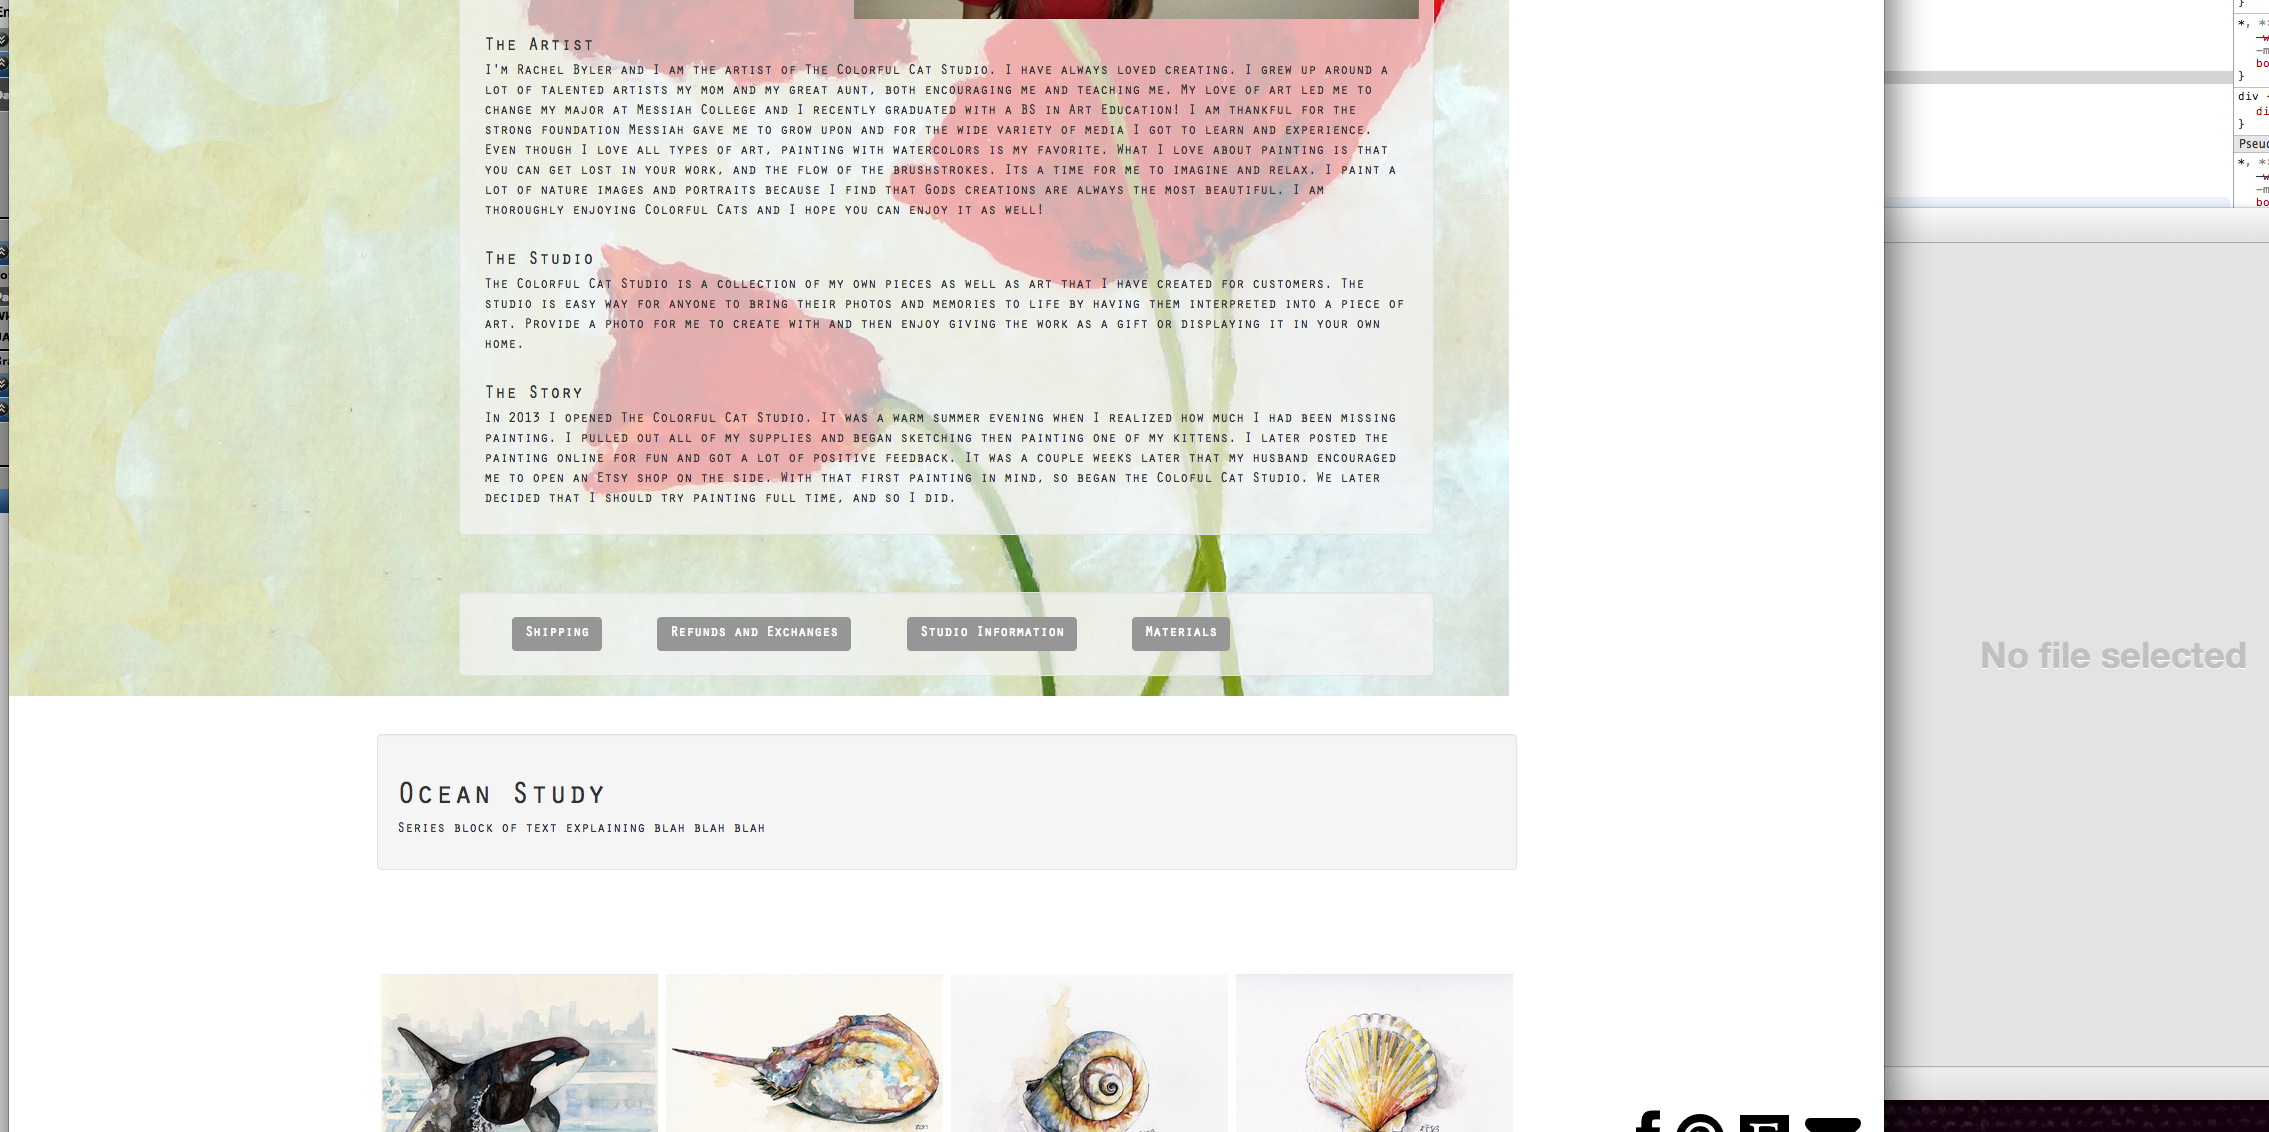 The Artist
I'm Rachel Byler and I am the artist of The Colorful Cat Studio. I have always loved creating. I grew up around a
lot of talented artists my mom and my great aunt, both encouraging me and teaching me. My love of art led me to
change my major at Messiah College and I recently graduated with a BS in Art Education! I am thankful for the
strong foundation Messiah gave me to grow upon and for the wide variety of media I got to learn and experience.
Even though I love all types of art, painting with watercolors is my favorite. What I love about painting is that
you can get lost in your work, and the flow of the brushstrokes. Its a time for me to imagine and relax. I paint a
lot of nature images and portraits because I find that Gods creations are always the most beautiful. I am
thoroughly enjoying Colorful Cats and I hope you can enjoy it as well!
The Studio
The Colorful Cat Studio is a collection of my own pieces as well as art that I have created for customers. The
studio is easy way for anyone to bring their photos and memories to life by having them interpreted into a piece of
art. Provide a photo for me to create with and then enjoy giving the work as a gift or displaying it in your own
home.
The Story
In 2013 I opened The Colorful Cat Studio. It was a warm summer evening when I realized how much I had been missing
painting. I pulled out all of my supplies and began sketching then painting one of my kittens. I later posted the
painting online for fun and got a lot of positive feedback. It was a couple weeks later that my husband encouraged
me to open an Etsy shop on the side. With that first painting in mind, so began the Coloful Cat Studio. We later
decided that I should try painting full time, and so I did.
Shipping Refunds and Exchanges Studio Information Materials
Ocean Study
Series block of text explaining blah blah blah
}
*, *
bo
}
div
di
}
Pseu
*, *
bo
No file selected